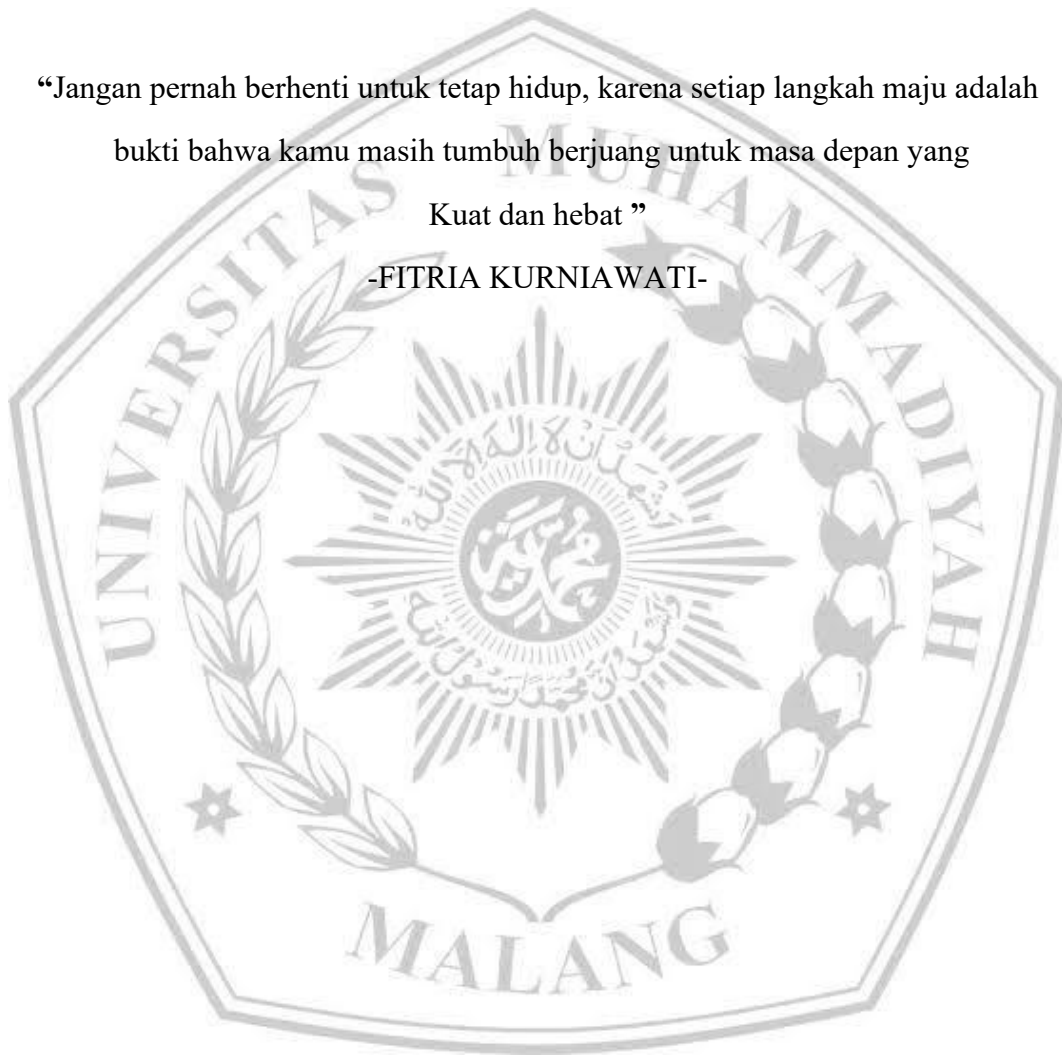 “Jangan pernah berhenti untuk tetap hidup, karena setiap langkah maju adalah
bukti bahwa kamu masih tumbuh berjuang untuk masa depan yang
Kuat dan hebat ”
-FITRIA KURNIAWATI-
UNIVERSITAS MUHAMMADIYAH
MALANG